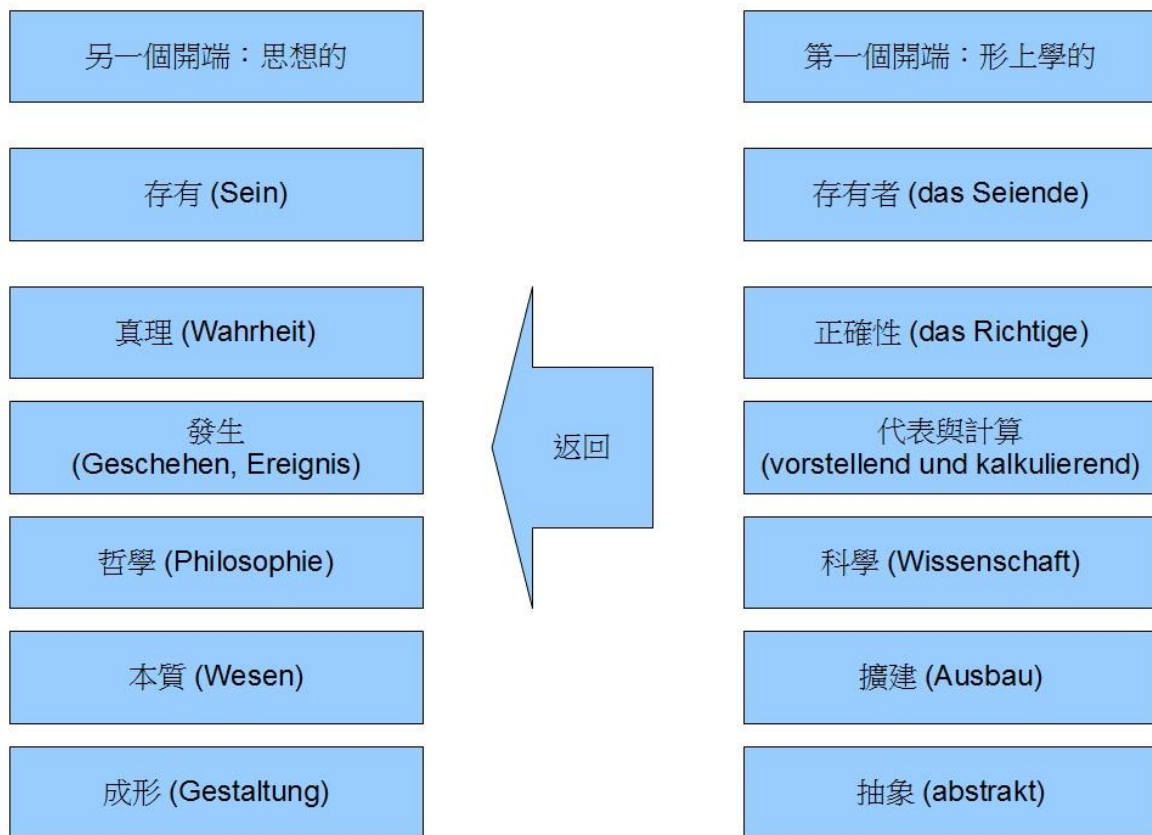 另一個開端：思想的
第一個開端：形上學的
存有 (Sein)
存有者 (das Seiende)
真理 (Wahrheit)
正確性 (das Richtige)
發生
(Geschehen, Ereignis)
返回
代表與計算
(vorstellend und kalkulierend)
哲學 (Philosophie)
科學 (Wissenschaft)
本質 (Wesen)
擴建 (Ausbau)
成形 (Gestaltung)
抽象 (abstrakt)